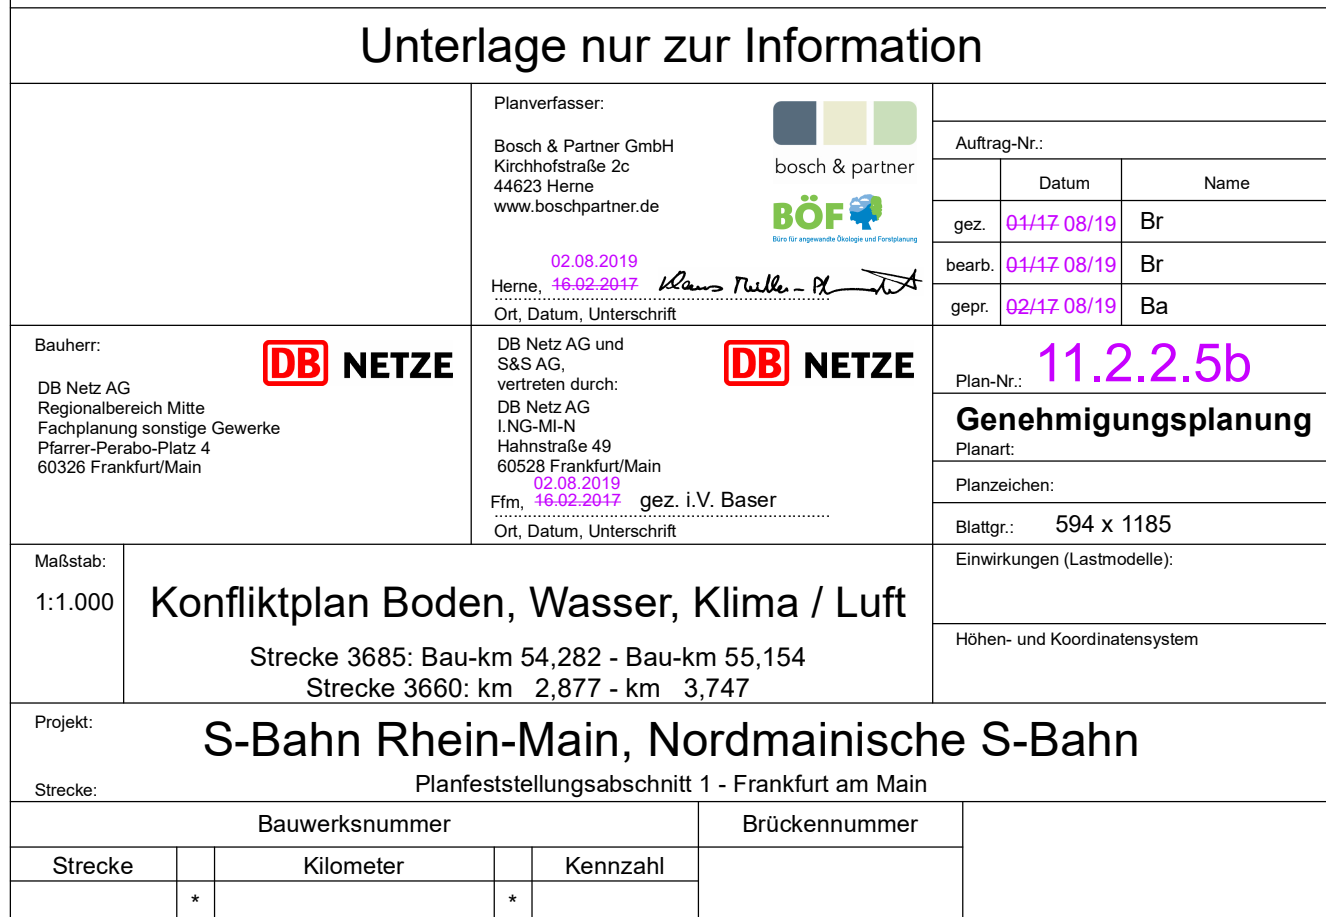 Unterlage nur zur Information
Planverfasser:
Bosch & Partner GmbH
Kirchhofstraße 2c
44623 Herne
www.boschpartner.de
bosch & partner
BÖF
Büro für angewandte Ökologie und Forstplanung
02.08.2019
Herne, 16.02.2017 Klaus Müller-
Ort, Datum, Unterschrift
Auftrag-Nr.:
Datum Name
gez. 01/17 08/19 Br
bearb. 01/17 08/19 Br
gepr. 02/17 08/19 Ba
Bauherr:
DB NETZE
DB Netz AG
Regionalbereich Mitte
Fachplanung sonstige Gewerke
Pfarrer-Perabo-Platz 4
60326 Frankfurt/Main
DB Netz AG und
S&S AG,
vertreten durch:
DB NETZE
DB Netz AG
I.NG-MI-N
Hahnstraße 49
60528 Frankfurt/Main
02.08.2019
Ffm, 16.02.2017 gez. i.V. Baser
Ort, Datum, Unterschrift
Plan-Nr.: 11.2.2.5b
Genehmigungsplanung
Planart:
Planzeichen:
Blattgr.: 594 x 1185
Einwirkungen (Lastmodelle):
Höhen- und Koordinatensystem
Maßstab:
1:1.000
Konfliktplan Boden, Wasser, Klima / Luft
Strecke 3685: Bau-km 54,282 - Bau-km 55,154
Strecke 3660: km 2,877 - km 3,747
Projekt:
S-Bahn Rhein-Main, Nordmainische S-Bahn
Strecke:
Planfeststellungsabschnitt 1 - Frankfurt am Main
Bauwerksnummer Brückennummer
Strecke Kilometer Kennzahl
* *